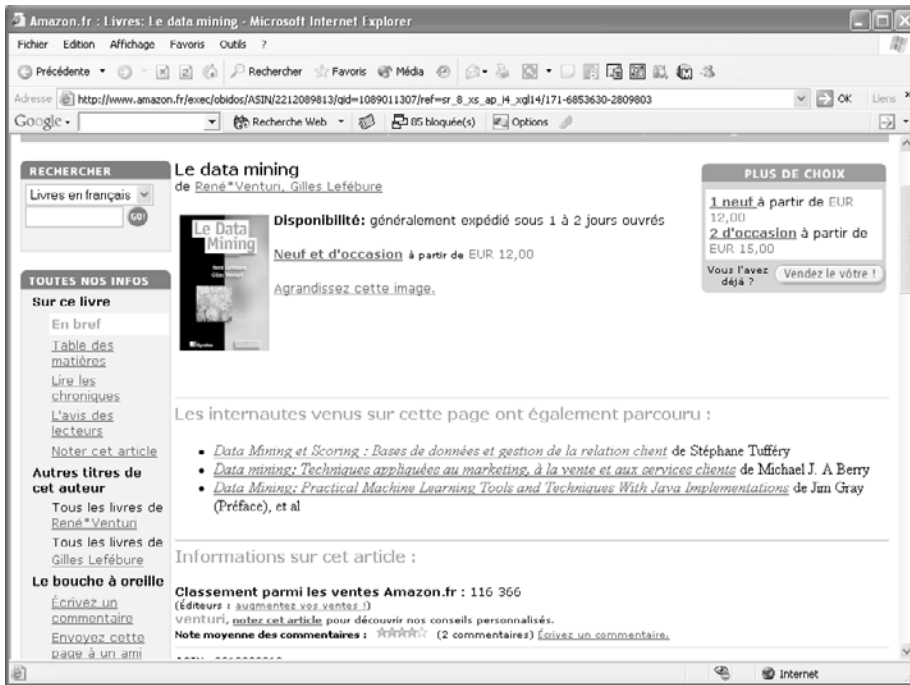 Amazon.fr : Livres: Le data mining - Microsoft Internet Explorer
Fichier Edition Affichage Favoris Outils ?
Précédente Rechercher Favoris Média
Adresse http://www.amazon.fr/exec/obidos/ASIN/2212089813/qid=1089011307/ref=sr_8_xs_ap_i4_xgl14/171-6853630-2809803 OK Liens
Google Recherche Web 85 bloquée(s) Options
RECHERCHER
Livres en français
GO!
Le data mining
de René*Venturi, Gilles Lefébure
Le Data
Mining
René Lefébure
Gilles Venturi
Disponibilité: généralement expédié sous 1 à 2 jours ouvrés
Neuf et d'occasion à partir de EUR 12,00
Agrandissez cette image.
PLUS DE CHOIX
1 neuf à partir de EUR
12,00
2 d'occasion à partir de
EUR 15,00
Vous l'avez
déjà ?
Vendez le vôtre !
TOUTES NOS INFOS
Sur ce livre
En bref
Table des
matières
Lire les
chroniques
L'avis des
lecteurs
Noter cet article
Autres titres de
cet auteur
Tous les livres de
René*Venturi
Tous les livres de
Gilles Lefébure
Le bouche à oreille
Écrivez un
commentaire
Envoyez cette
page à un ami
Les internautes venus sur cette page ont également parcouru :
• Data Mining et Scoring : Bases de données et gestion de la relation client de Stéphane Tufféry
• Data mining: Techniques appliquées au marketing, à la vente et aux services clients de Michael J. A Berry
• Data Mining: Practical Machine Learning Tools and Techniques With Java Implementations de Jim Gray
(Préface), et al
Informations sur cet article :
Classement parmi les ventes Amazon.fr : 116 366
(Éditeurs : augmentez vos ventes !)
venturi, notez cet article pour découvrir nos conseils personnalisés.
Note moyenne des commentaires : (2 commentaires) Écrivez un commentaire.
Internet